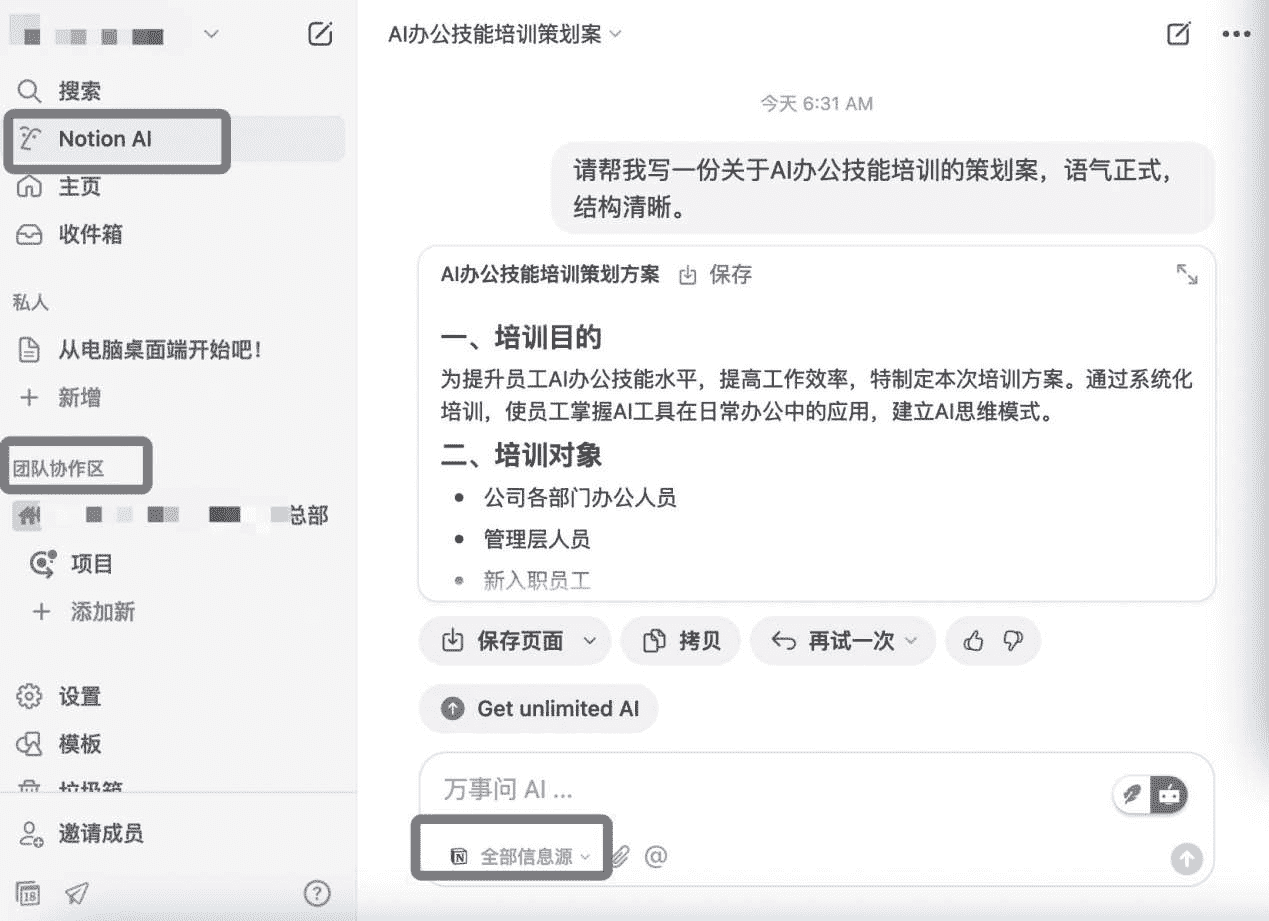 搜索
Notion AI
主页
收件箱
私人
从电脑桌面端开始吧！
新增
团队协作区
总部
项目
添加新
设置
模板
垃圾箱
邀请成员
18
AI办公技能培训策划案
今天 6:31 AM
请帮我写一份关于AI办公技能培训的策划案，语气正式，
结构清晰。
AI办公技能培训策划方案 保存
一、培训目的
为提升员工AI办公技能水平，提高工作效率，特制定本次培训方案。通过系统化
培训，使员工掌握AI工具在日常办公中的应用，建立AI思维模式。
二、培训对象
• 公司各部门办公人员
• 管理层人员
• 新入职员工
保存页面 拷贝 再试一次
Get unlimited AI
万事问 AI ...
全部信息源 @